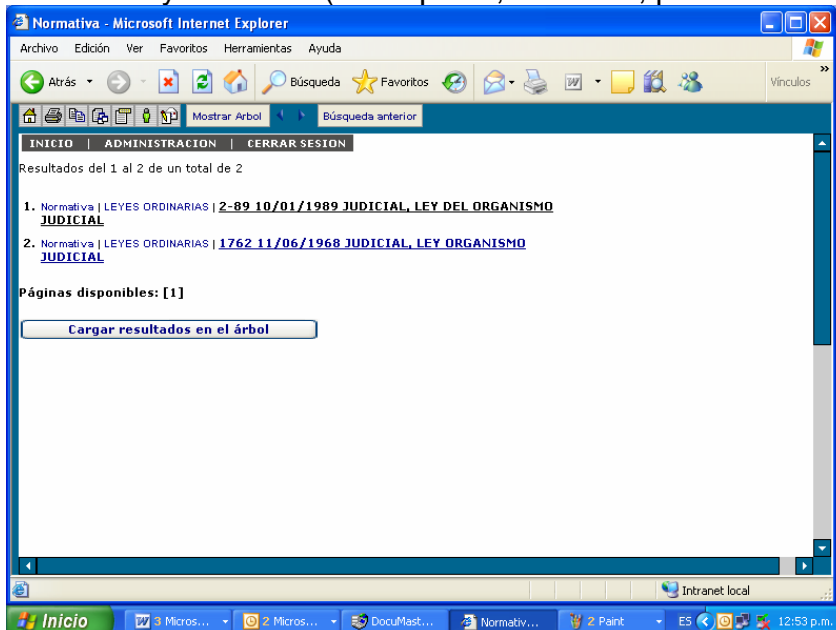 Normativa - Microsoft Internet Explorer
Archivo Edición Ver Favoritos Herramientas Ayuda
Atrás Búsqueda Favoritos Vínculos »
Mostrar Arbol Búsqueda anterior
INICIO | ADMINISTRACION | CERRAR SESION
Resultados del 1 al 2 de un total de 2
1. Normativa | LEYES ORDINARIAS | 2-89 10/01/1989 JUDICIAL, LEY DEL ORGANISMO
JUDICIAL
2. Normativa | LEYES ORDINARIAS | 1762 11/06/1968 JUDICIAL, LEY ORGANISMO
JUDICIAL
Páginas disponibles: [1]
Cargar resultados en el árbol
Intranet local
Inicio 3 Micros... 2 Micros... DocuMast... Normativ... 2 Paint ES 12:53 p.m.